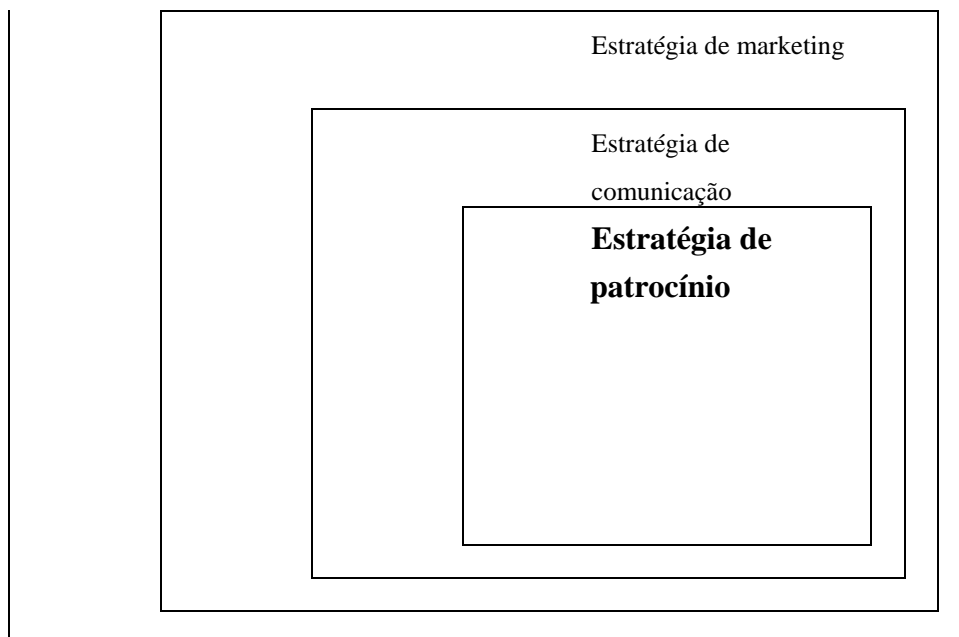 Estratégia de marketing
Estratégia de
comunicação
Estratégia de
patrocínio